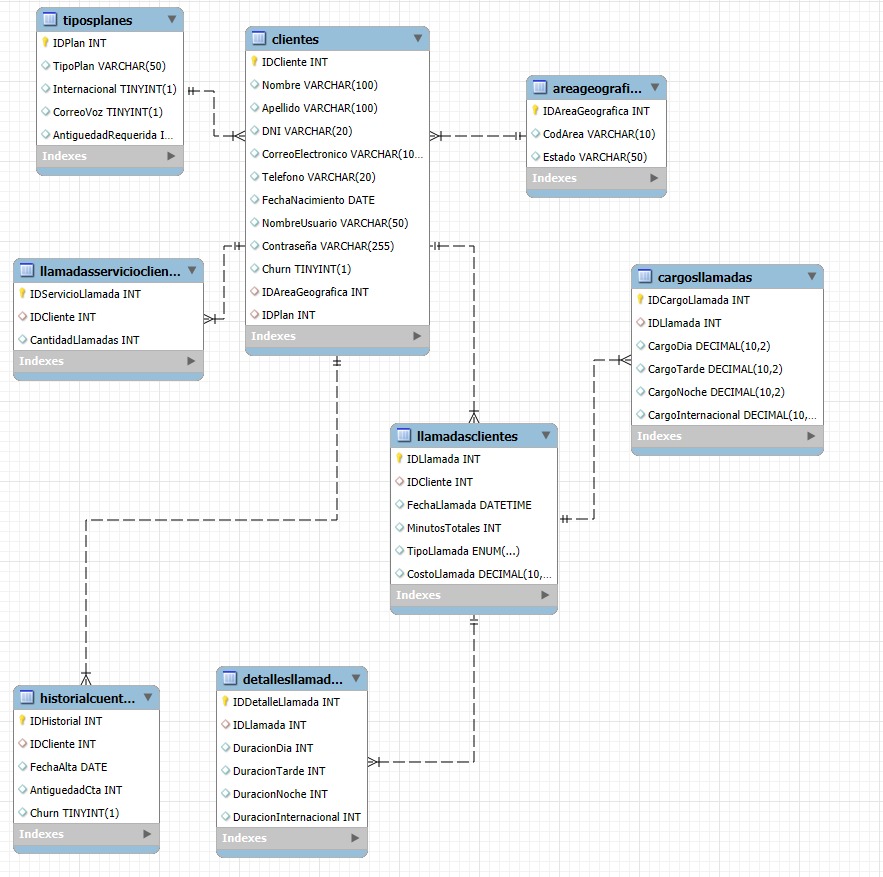 tiposplanes
IDPlan INT
TipoPlan VARCHAR(50)
Internacional TINYINT(1)
CorreoVoz TINYINT(1)
AntiguedadRequerida I...
Indexes
clientes
IDCliente INT
Nombre VARCHAR(100)
Apellido VARCHAR(100)
DNI VARCHAR(20)
CorreoElectronico VARCHAR(10...
Telefono VARCHAR(20)
FechaNacimiento DATE
NombreUsuario VARCHAR(50)
Contraseña VARCHAR(255)
Churn TINYINT(1)
IDAreaGeografica INT
IDPlan INT
Indexes
areageografi...
IDAreaGeografica INT
CodArea VARCHAR(10)
Estado VARCHAR(50)
Indexes
llamadasservicioclien...
IDServicioLlamada INT
IDCliente INT
CantidadLlamadas INT
Indexes
cargosllamadas
IDCargoLlamada INT
IDLlamada INT
CargoDia DECIMAL(10,2)
CargoTarde DECIMAL(10,2)
CargoNoche DECIMAL(10,2)
CargoInternacional DECIMAL(10,...
Indexes
llamadasclientes
IDLlamada INT
IDCliente INT
FechaLlamada DATETIME
MinutosTotales INT
TipoLlamada ENUM(...)
CostoLlamada DECIMAL(10,...
Indexes
historialcuent...
IDHistorial INT
IDCliente INT
FechaAlta DATE
AntiguedadCta INT
Churn TINYINT(1)
Indexes
detallesllamad...
IDDetalleLlamada INT
IDLlamada INT
DuracionDia INT
DuracionTarde INT
DuracionNoche INT
DuracionInternacional INT
Indexes